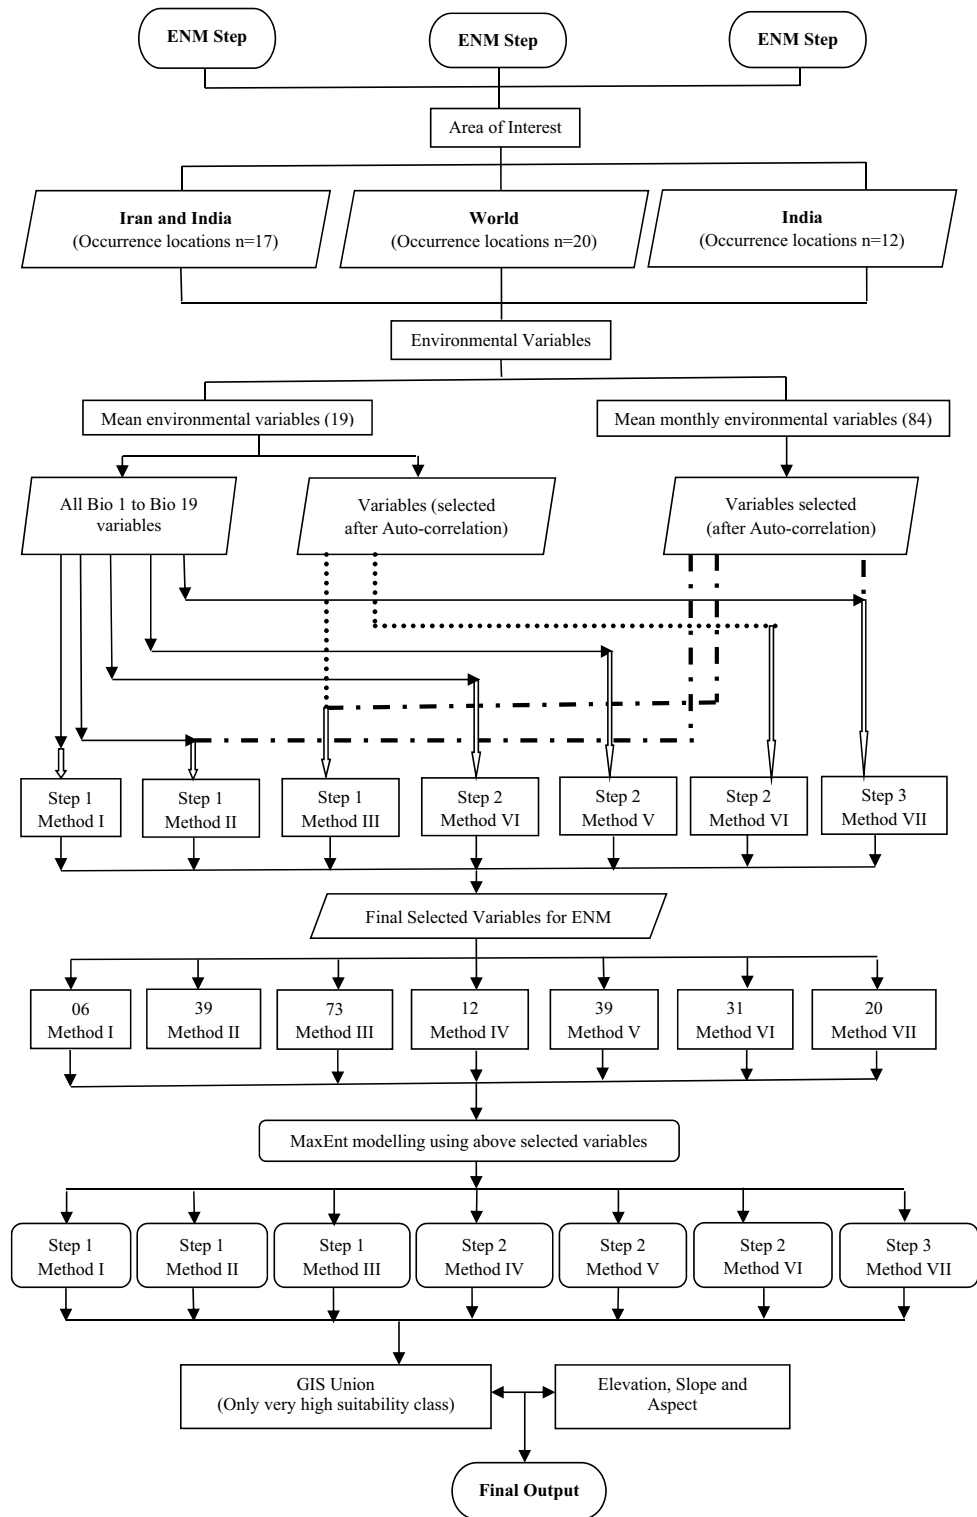 ENM Step
ENM Step
ENM Step
Area of Interest
Iran and India
(Occurrence locations n=17)
World
(Occurrence locations n=20)
India
(Occurrence locations n=12)
Environmental Variables
Mean environmental variables (19)
Mean monthly environmental variables (84)
All Bio 1 to Bio 19
variables
Variables (selected
after Auto-correlation)
Variables selected
(after Auto-correlation)
Step 1
Method I
Step 1
Method II
Step 1
Method III
Step 2
Method VI
Step 2
Method V
Step 2
Method VI
Step 3
Method VII
Final Selected Variables for ENM
06
Method I
39
Method II
73
Method III
12
Method IV
39
Method V
31
Method VI
20
Method VII
MaxEnt modelling using above selected variables
Step 1
Method I
Step 1
Method II
Step 1
Method III
Step 2
Method IV
Step 2
Method V
Step 2
Method VI
Step 3
Method VII
GIS Union
(Only very high suitability class)
Elevation, Slope and
Aspect
Final Output